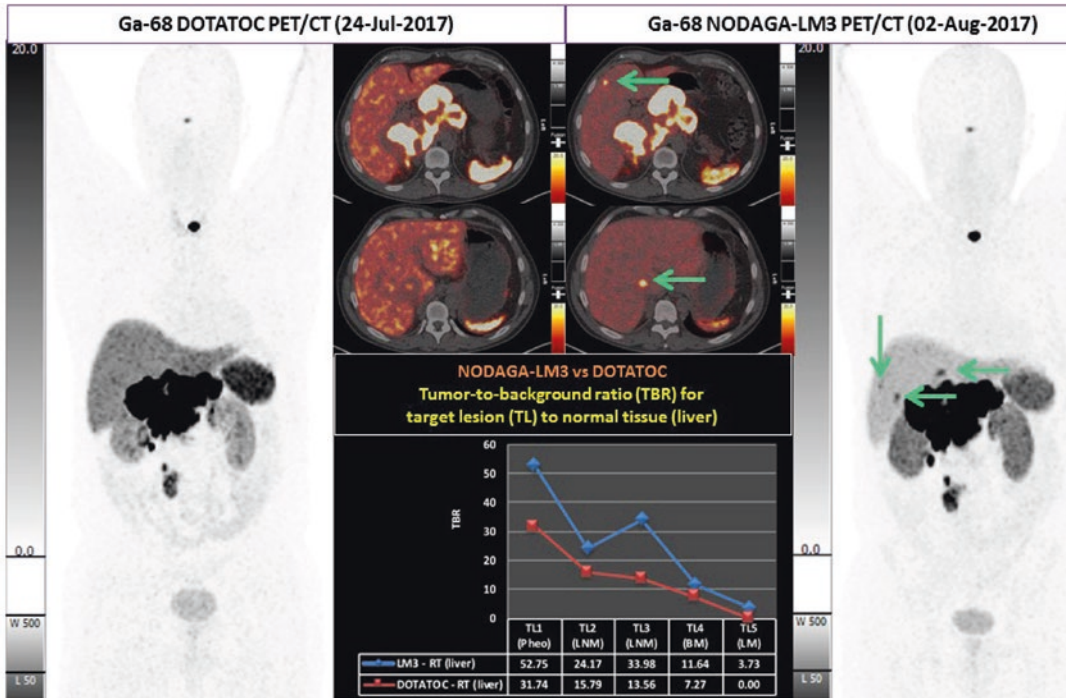 Ga-68 DOTATOC PET/CT (24-Jul-2017)
Ga-68 NODAGA-LM3 PET/CT (02-Aug-2017)
20.0
0.0
W 500
L 50
20.0
0.0
W 500
L 50
NODAGA-LM3 vs DOTATOC
Tumor-to-background ratio (TBR) for
target lesion (TL) to normal tissue (liver)
60
50
40
30
20
10
0
TBR
TL1 (Pheo) TL2 (LNM) TL3 (LNM) TL4 (BM) TL5 (LM)
LM3 - RT (liver) 52.75 24.17 33.98 11.64 3.73
DOTATOC - RT (liver) 31.74 15.79 13.56 7.27 0.00